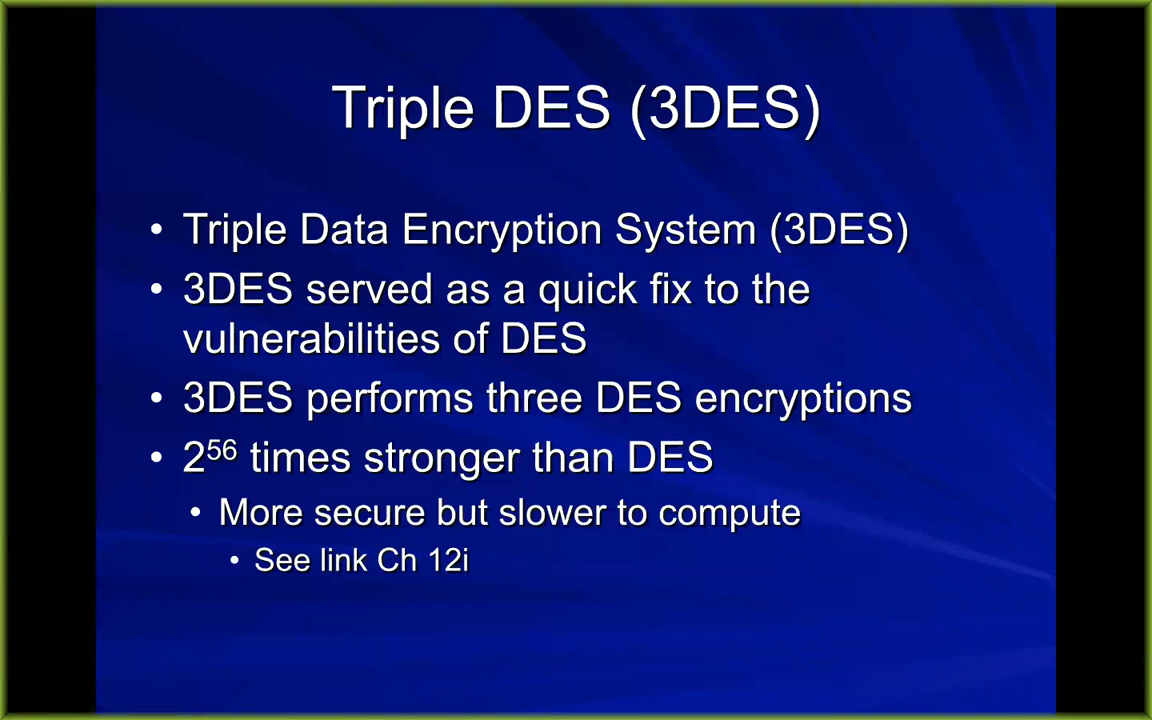 Triple DES (3DES)
• Triple Data Encryption System (3DES)
• 3DES served as a quick fix to the
vulnerabilities of DES
• 3DES performs three DES encryptions
• 2⁵⁶ times stronger than DES
• More secure but slower to compute
• See link Ch 12i